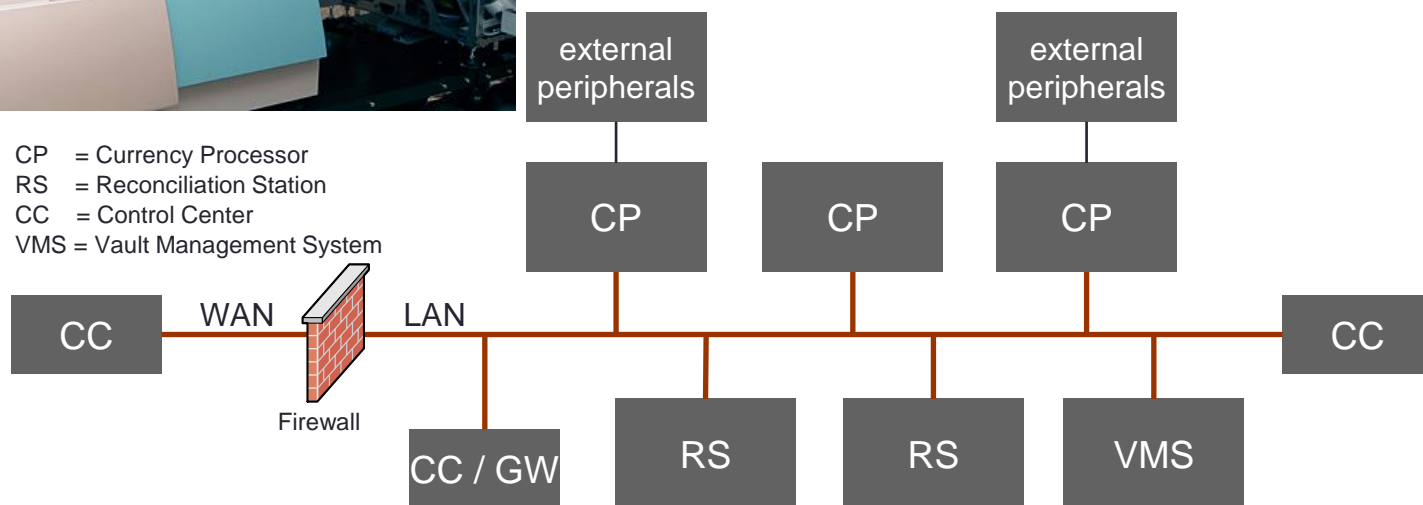 external
peripherals
external
peripherals
CP = Currency Processor
RS = Reconciliation Station
CC = Control Center
VMS = Vault Management System
CP
CP
CP
CC
WAN
LAN
CC
Firewall
CC / GW
RS
RS
VMS